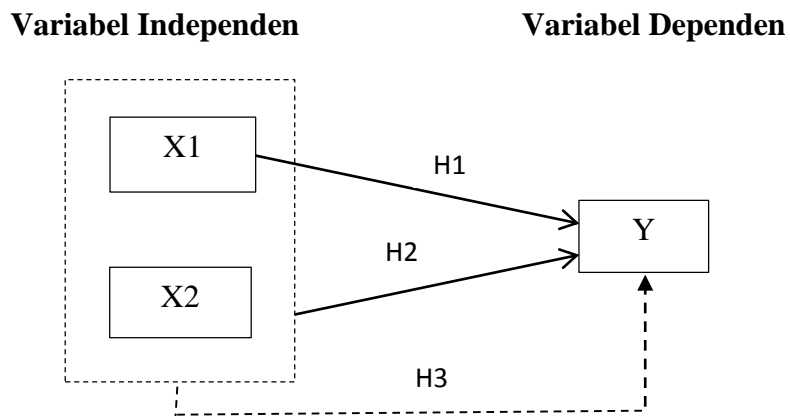 Variabel Independen
Variabel Dependen
X1
H1
Y
H2
X2
H3